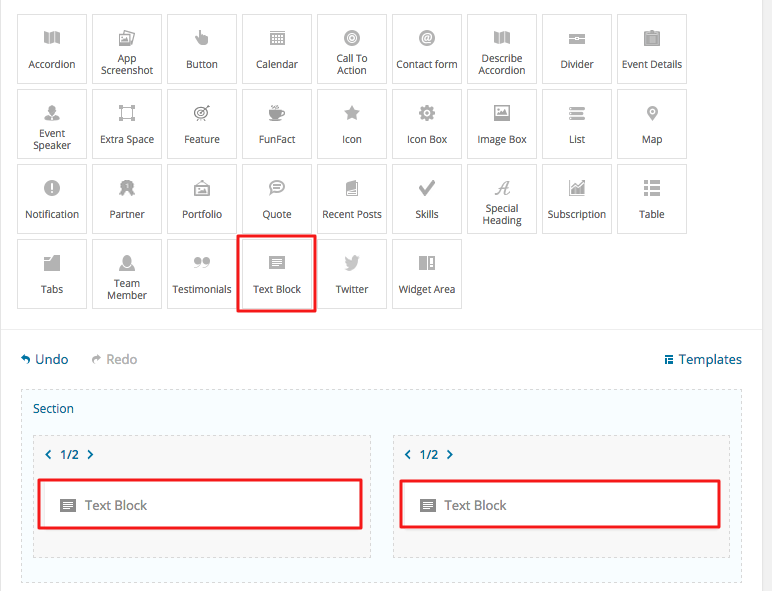 Accordion
App
Screenshot
Button
Calendar
Call To
Action
Contact form
Describe
Accordion
Divider
Event Details
Event
Speaker
Extra Space
Feature
FunFact
Icon
Icon Box
Image Box
List
Map
Notification
Partner
Portfolio
Quote
Recent Posts
Skills
Special
Heading
Subscription
Table
Tabs
Team
Member
Testimonials
Text Block
Twitter
Widget Area
Undo
Redo
Templates
Section
1/2
1/2
Text Block
Text Block